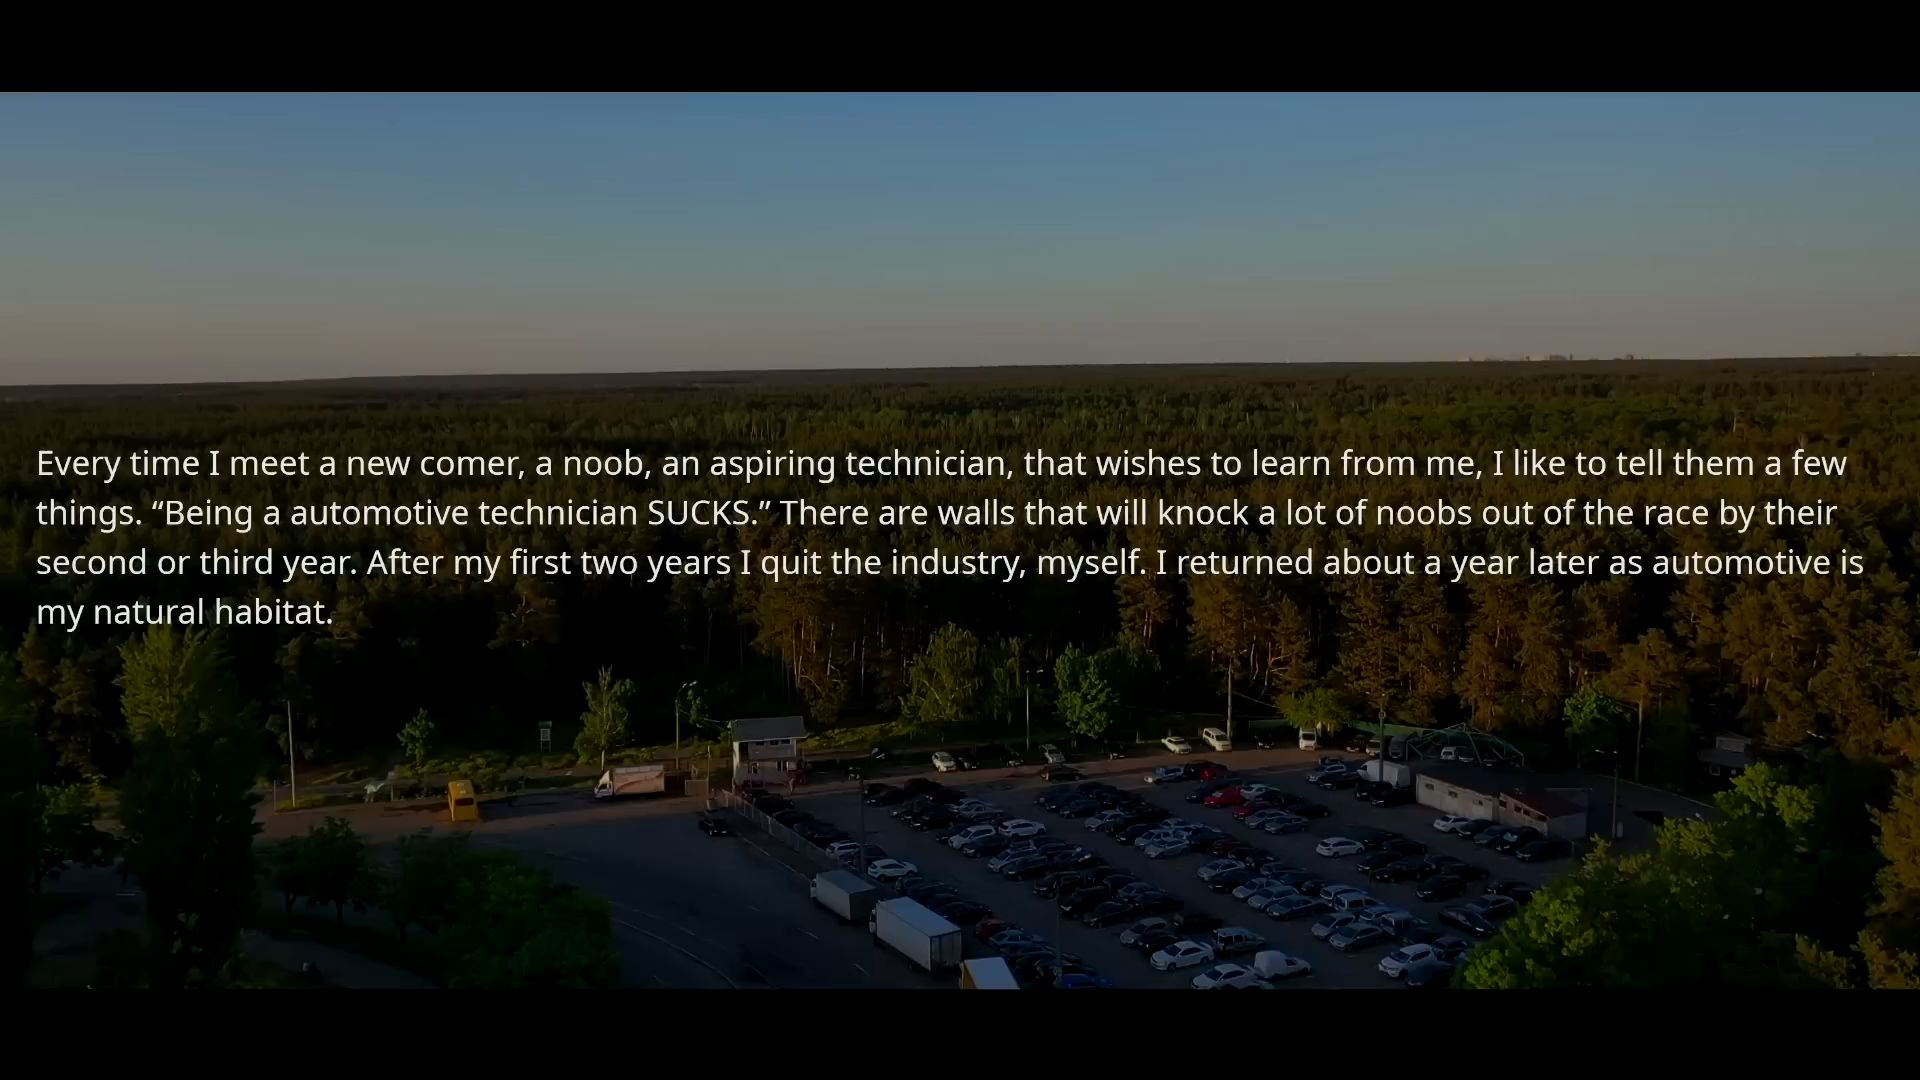 Every time I meet a new comer, a noob, an aspiring technician, that wishes to learn from me, I like to tell them a few
things. “Being a automotive technician SUCKS.” There are walls that will knock a lot of noobs out of the race by their
second or third year. After my first two years I quit the industry, myself. I returned about a year later as automotive is
my natural habitat.